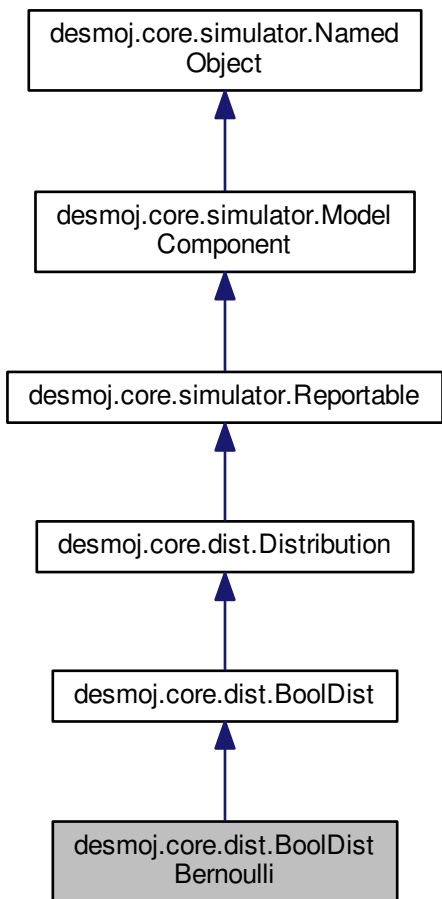 desmoj.core.simulator.Named
Object
desmoj.core.simulator.Model
Component
desmoj.core.simulator.Reportable
desmoj.core.dist.Distribution
desmoj.core.dist.BoolDist
desmoj.core.dist.BoolDist
Bernoulli